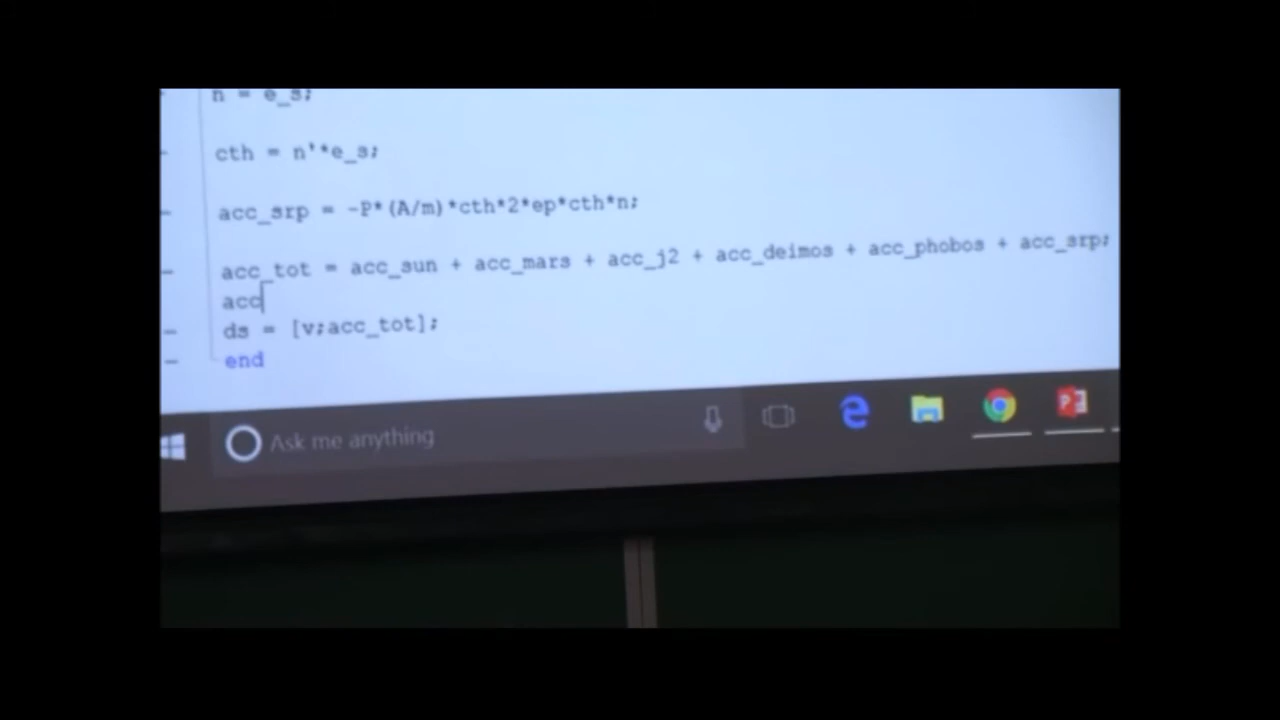 n = e_s;
cth = n'*e_s;
acc_srp = -P*(A/m)*cth*2*ep*cth*n;
acc_tot = acc_sun + acc_mars + acc_j2 + acc_deimos + acc_phobos + acc_srp;
acc
ds = [v;acc_tot];
end
Ask me anything